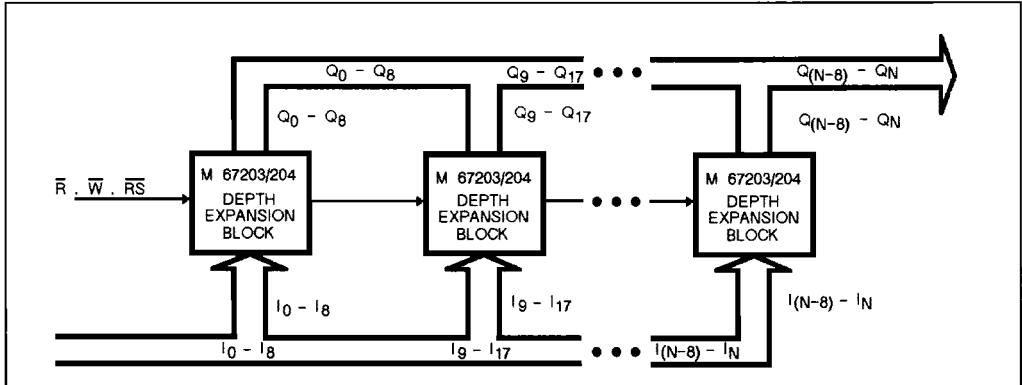 Q0 - Q8
Q9 - Q17
Q(N-8) - QN
Q0 - Q8
Q9 - Q17
Q(N-8) - QN
R̅ . W̅ . R̅S̅
M 67203/204
DEPTH
EXPANSION
BLOCK
M 67203/204
DEPTH
EXPANSION
BLOCK
M 67203/204
DEPTH
EXPANSION
BLOCK
I0 - I8
I9 - I17
I(N-8) - IN
I0 - I8
I9 - I17
I(N-8) - IN